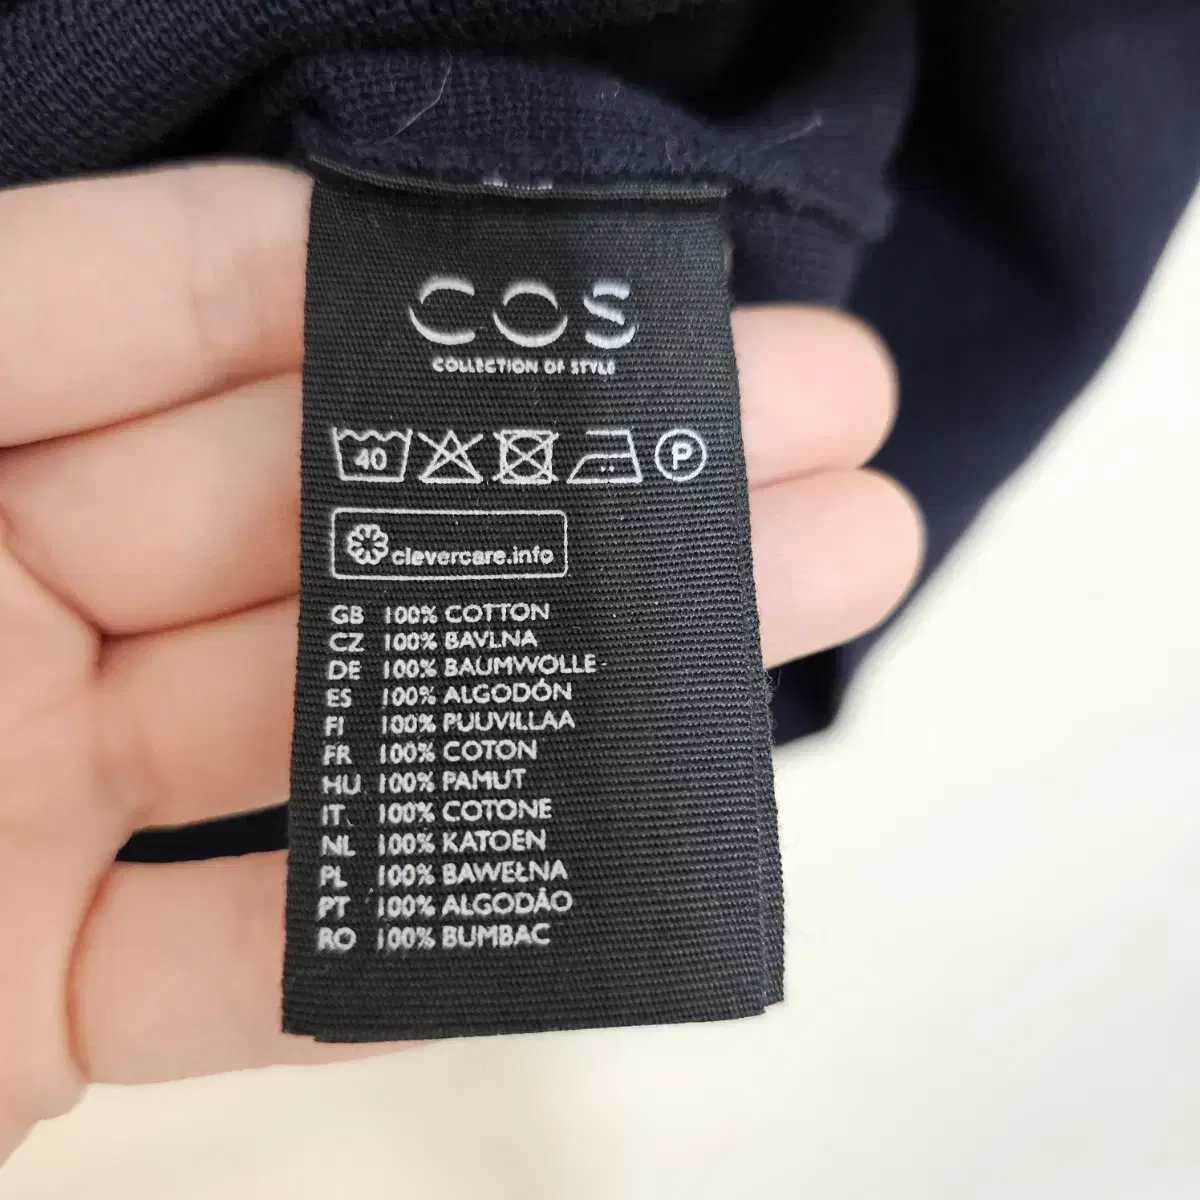 COS
COLLECTION OF STYLE
40 P
clevercare.info
GB 100% COTTON
CZ 100% BAVLNA
DE 100% BAUMWOLLE
ES 100% ALGODÓN
FI 100% PUUVILLAA
FR 100% COTON
HU 100% PAMUT
IT 100% COTONE
NL 100% KATOEN
PL 100% BAWEŁNA
PT 100% ALGODÃO
RO 100% BUMBAC